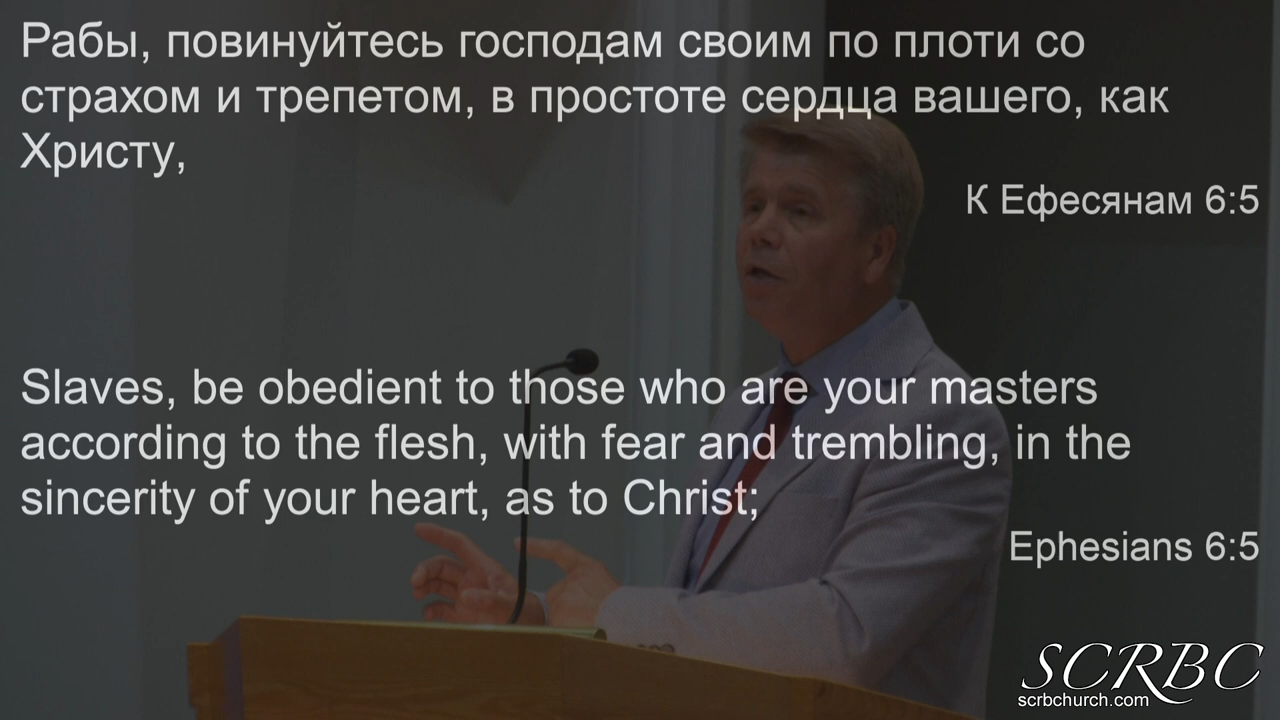 Рабы, повинуйтесь господам своим по плоти со
страхом и трепетом, в простоте сердца вашего, как
Христу,
К Ефесянам 6:5
Slaves, be obedient to those who are your masters
according to the flesh, with fear and trembling, in the
sincerity of your heart, as to Christ;
Ephesians 6:5
SCRBC
scrbchurch.com